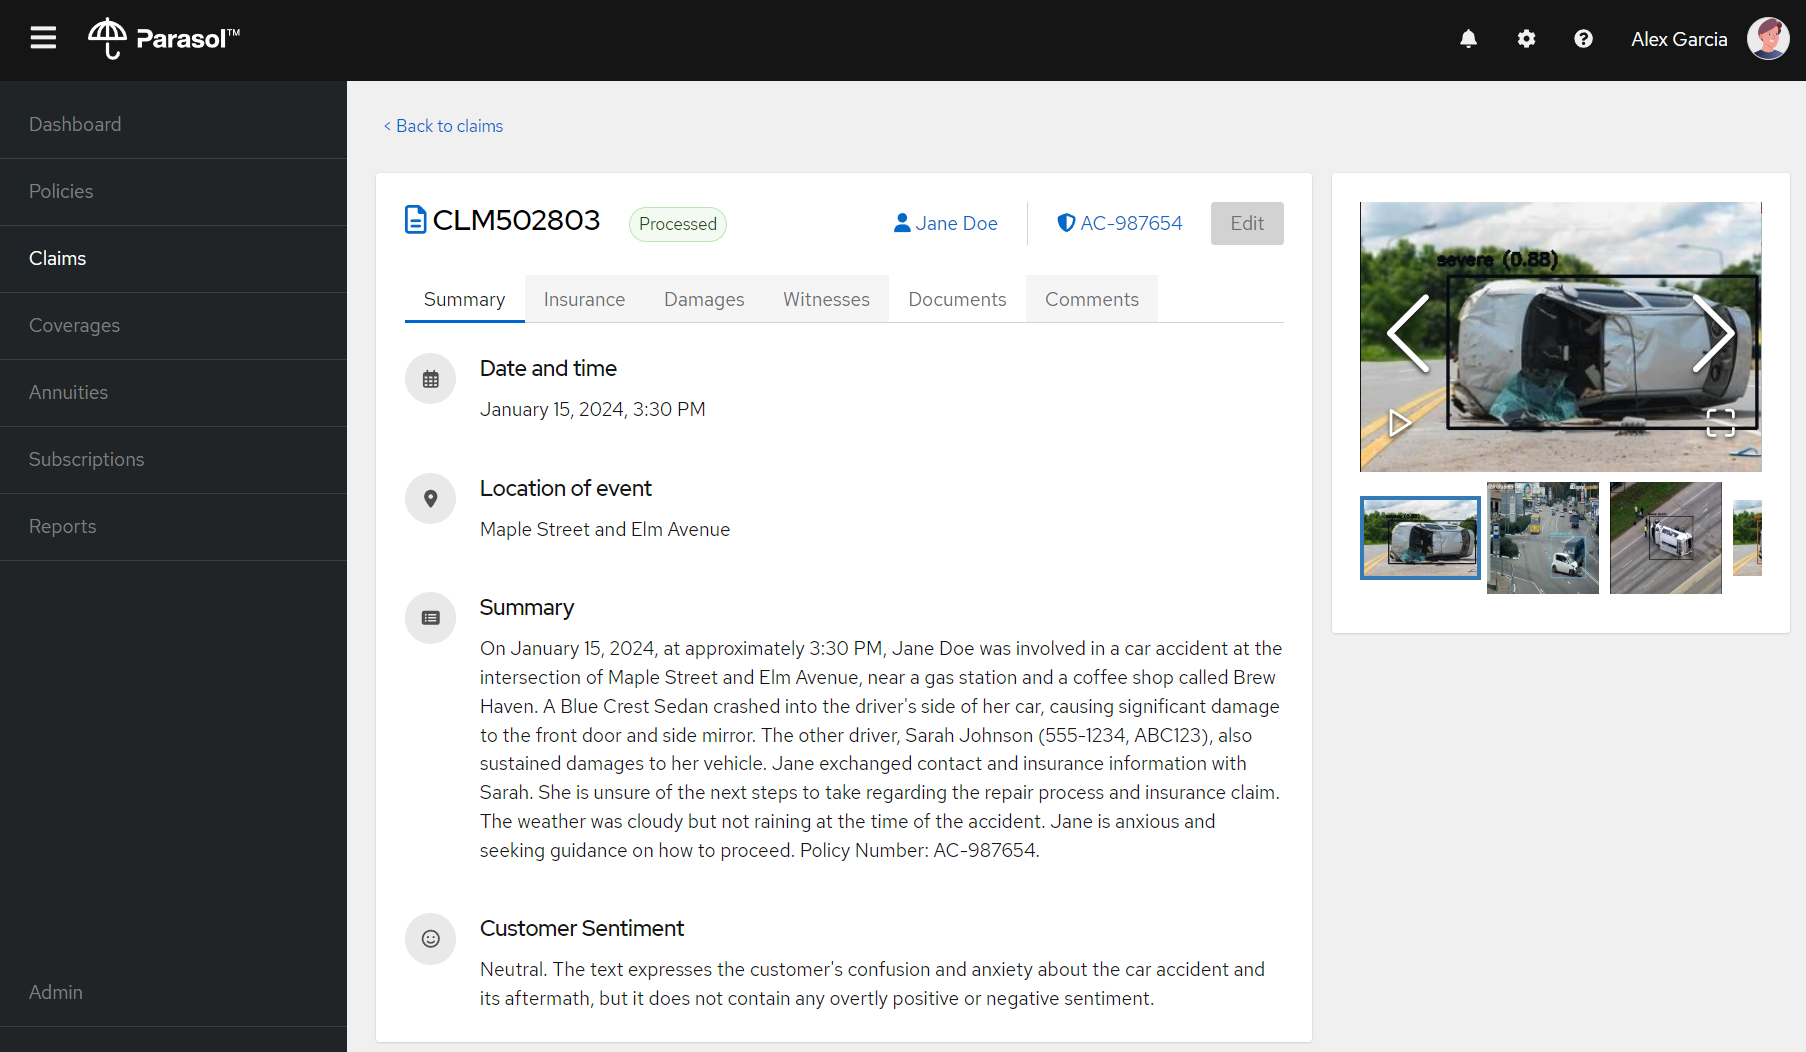 Parasol™
Alex Garcia
Dashboard
Policies
Claims
Coverages
Annuities
Subscriptions
Reports
Admin
< Back to claims
CLM502803
Processed
Jane Doe
AC-987654
Edit
Summary
Insurance
Damages
Witnesses
Documents
Comments
Date and time
January 15, 2024, 3:30 PM
Location of event
Maple Street and Elm Avenue
Summary
On January 15, 2024, at approximately 3:30 PM, Jane Doe was involved in a car accident at the
intersection of Maple Street and Elm Avenue, near a gas station and a coffee shop called Brew
Haven. A Blue Crest Sedan crashed into the driver's side of her car, causing significant damage
to the front door and side mirror. The other driver, Sarah Johnson (555-1234, ABC123), also
sustained damages to her vehicle. Jane exchanged contact and insurance information with
Sarah. She is unsure of the next steps to take regarding the repair process and insurance claim.
The weather was cloudy but not raining at the time of the accident. Jane is anxious and
seeking guidance on how to proceed. Policy Number: AC-987654.
Customer Sentiment
Neutral. The text expresses the customer's confusion and anxiety about the car accident and
its aftermath, but it does not contain any overtly positive or negative sentiment.
severe (0.88)